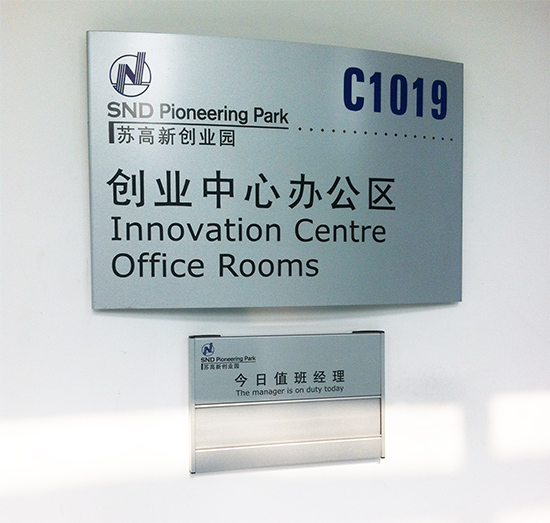 C1019
SND Pioneering Park
苏高新创业园
创业中心办公区
Innovation Centre
Office Rooms
SND Pioneering Park
苏高新创业园
今日值班经理
The manager is on duty today